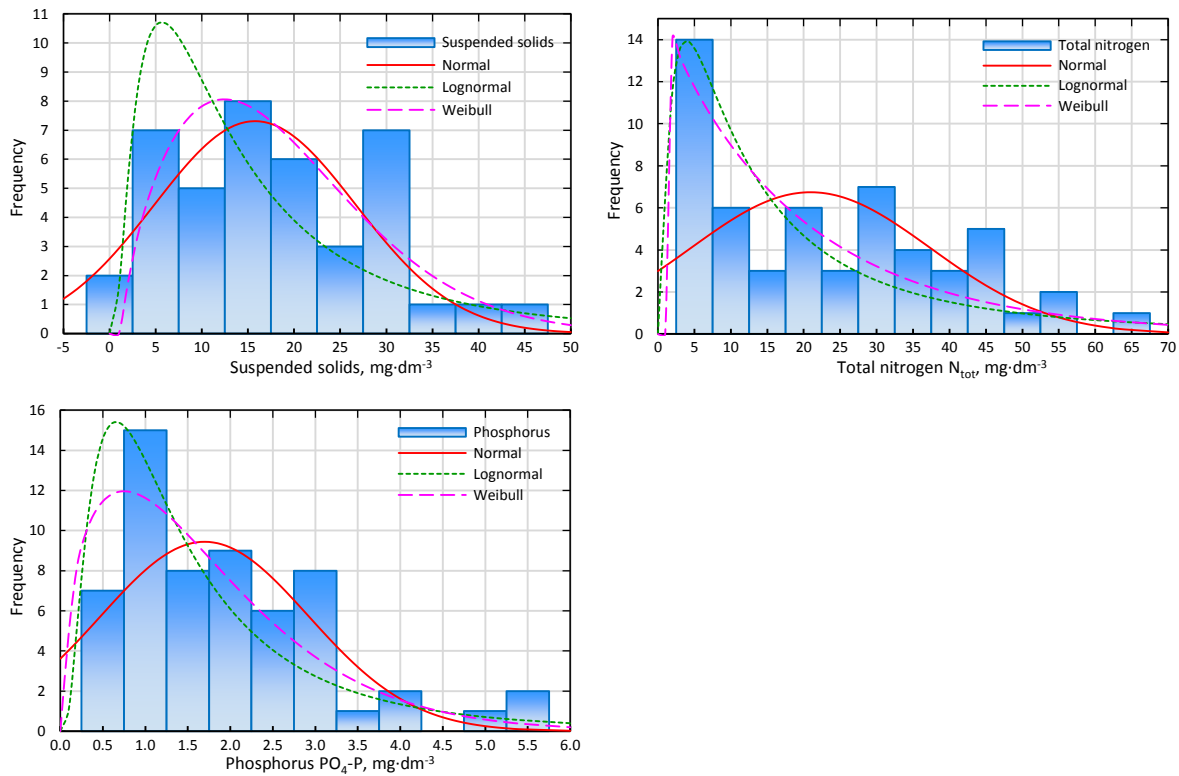 11
10
9
8
7
6
5
4
3
2
1
0
Frequency
Suspended solids
Normal
Lognormal
Weibull
-5 0 5 10 15 20 25 30 35 40 45 50
Suspended solids, mg·dm-3
14
12
10
8
6
4
2
0
Frequency
Total nitrogen
Normal
Lognormal
Weibull
0 5 10 15 20 25 30 35 40 45 50 55 60 65 70
Total nitrogen Ntot, mg·dm-3
16
14
12
10
8
6
4
2
0
Frequency
Phosphorus
Normal
Lognormal
Weibull
0.0 0.5 1.0 1.5 2.0 2.5 3.0 3.5 4.0 4.5 5.0 5.5 6.0
Phosphorus PO4-P, mg·dm-3